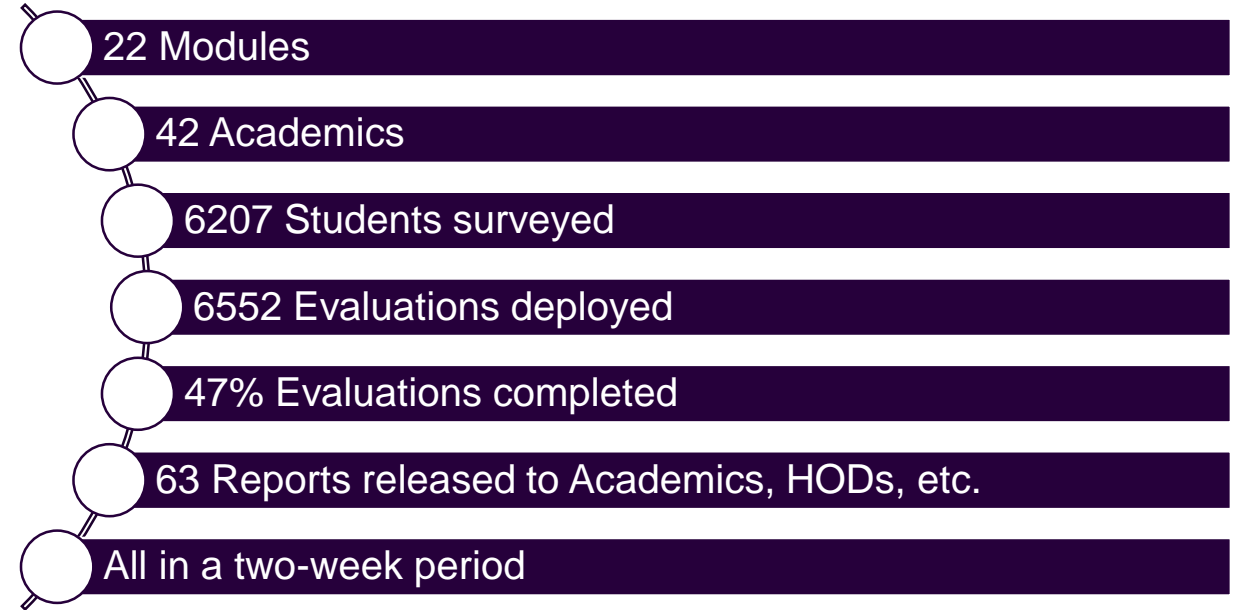 22 Modules
42 Academics
6207 Students surveyed
6552 Evaluations deployed
47% Evaluations completed
63 Reports released to Academics, HODs, etc.
All in a two-week period